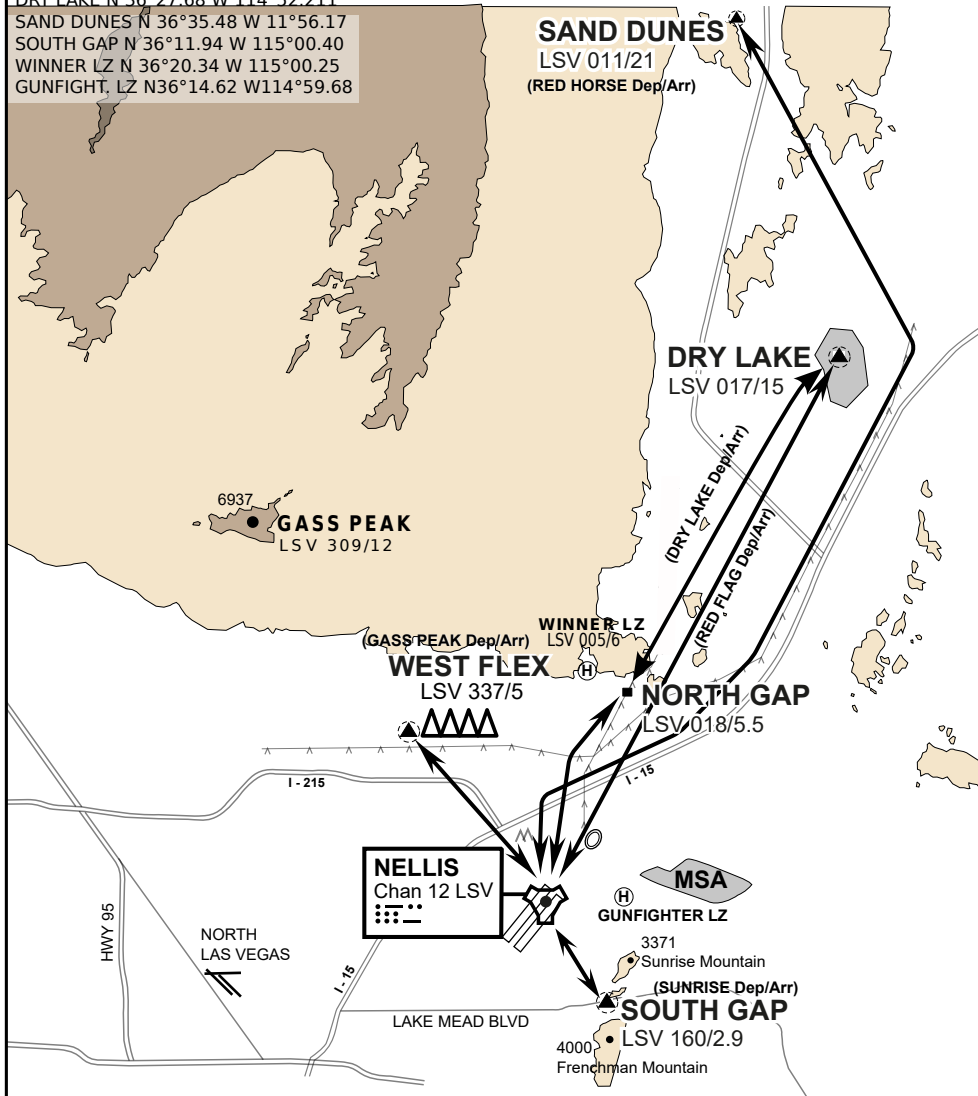 DRY LAKE N 36°27.68 W 114°52.211
SAND DUNES N 36°35.48 W 11°56.17
SOUTH GAP N 36°11.94 W 115°00.40
WINNER LZ N 36°20.34 W 115°00.25
GUNFIGHT. LZ N36°14.62 W114°59.68
SAND DUNES
LSV 011/21
(RED HORSE Dep/Arr)
DRY LAKE
LSV 017/15
(DRY LAKE Dep/Arr)
(RED FLAG Dep/Arr)
6937
GASS PEAK
LSV 309/12
WINNER LZ
LSV 005/6
H
(GASS PEAK Dep/Arr)
WEST FLEX
LSV 337/5
NORTH GAP
LSV 018/5.5
I - 215
I - 15
NELLIS
Chan 12 LSV
MSA
H
GUNFIGHTER LZ
HWY 95
NORTH
LAS VEGAS
I - 15
3371
Sunrise Mountain
(SUNRISE Dep/Arr)
SOUTH GAP
LSV 160/2.9
LAKE MEAD BLVD
4000
Frenchman Mountain